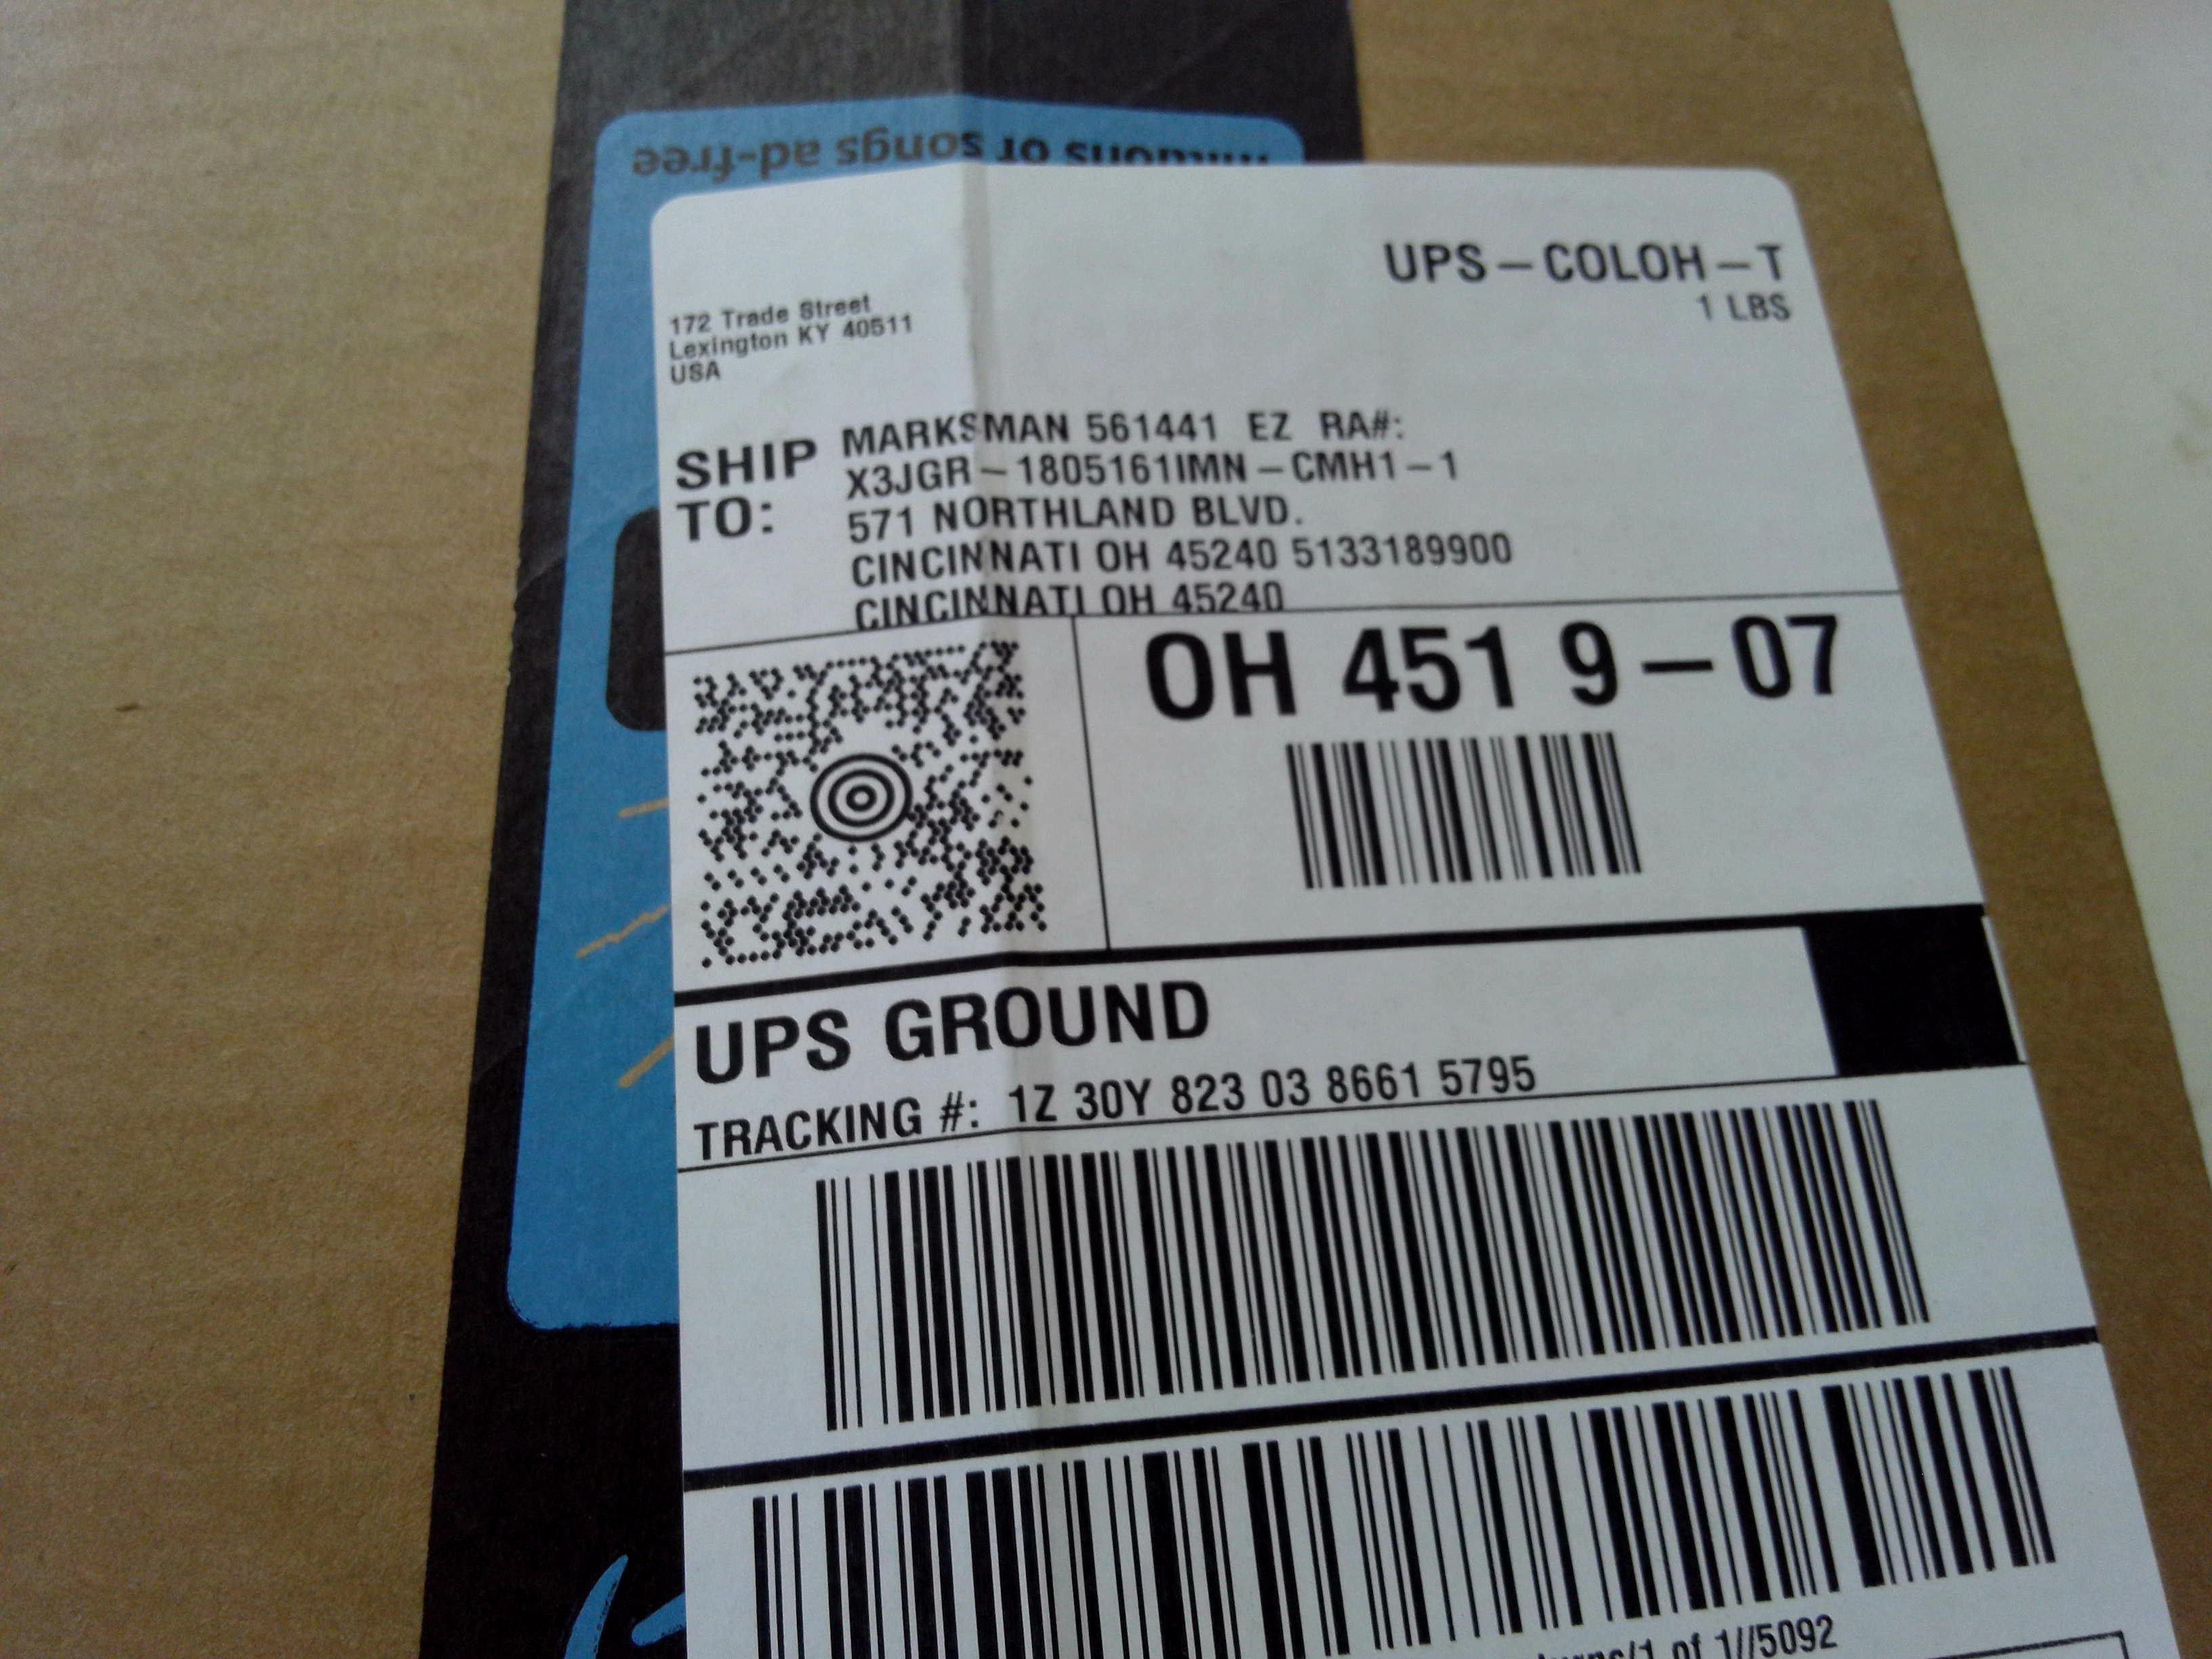 millions of songs ad-free
UPS-COLOH-T
1 LBS
172 Trade Street
Lexington KY 40511
USA
SHIP TO:
MARKSMAN 561441 EZ RA#:
X3JGR-1805161IMN-CMH1-1
571 NORTHLAND BLVD.
CINCINNATI OH 45240 5133189900
CINCINNATI OH 45240
OH 451 9-07
UPS GROUND
TRACKING #: 1Z 30Y 823 03 8661 5795
/1 of 1//5092